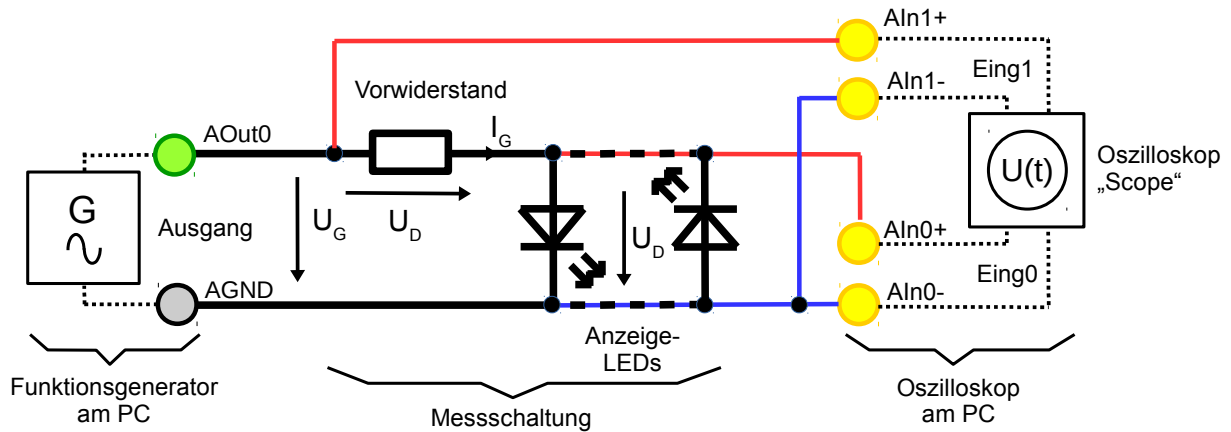 AIn1+
Eing1
AIn1-
Vorwiderstand
I_G
AOut0
Oszilloskop
„Scope“
U(t)
G
Ausgang
U_G
U_D
U_D
AIn0+
Eing0
AGND
AIn0-
Anzeige-
LEDs
Funktionsgenerator
am PC
Messschaltung
Oszilloskop
am PC